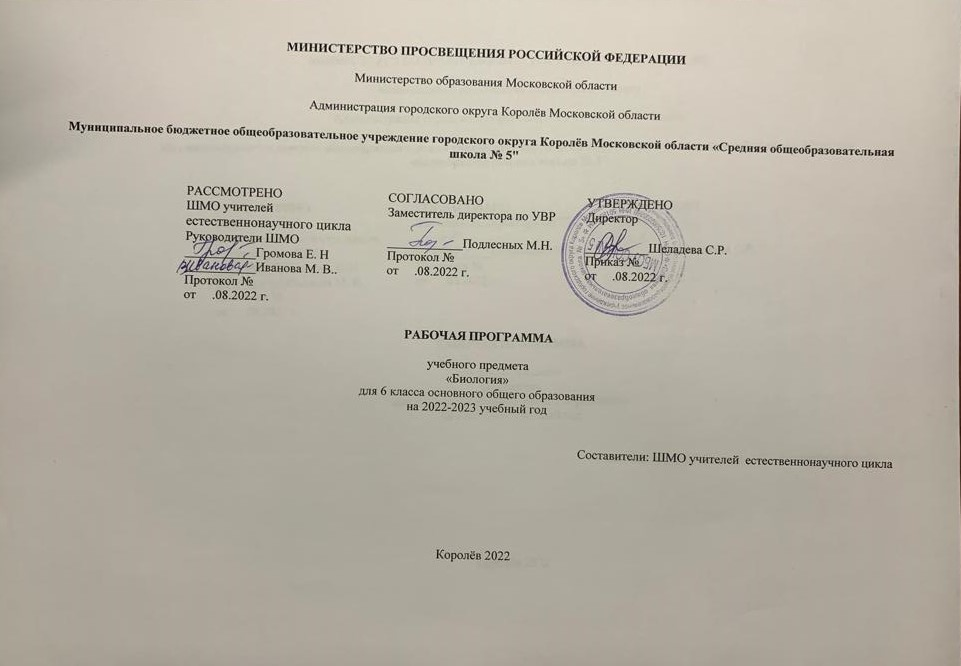 МИНИСТЕРСТВО ПРОСВЕЩЕНИЯ РОССИЙСКОЙ ФЕДЕРАЦИИ
Министерство образования Московской области
Администрация городского округа Королёв Московской области
Муниципальное бюджетное общеобразовательное учреждение городского округа Королёв Московской области «Средняя общеобразовательная
школа № 5"
РАССМОТРЕНО
ШМО учителей
естественнонаучного цикла
Руководители ШМО
Громова Е. Н
Иванова М. В..
Протокол №
от .08.2022 г.
СОГЛАСОВАНО
Заместитель директора по УВР
Подлесных М.Н.
Протокол №
от .08.2022 г.
УТВЕРЖДЕНО
Директор
Шеладева С.Р.
Приказ №
от .08.2022 г.
РАБОЧАЯ ПРОГРАММА
учебного предмета
«Биология»
для 6 класса основного общего образования
на 2022-2023 учебный год
Составители: ШМО учителей естественнонаучного цикла
Королёв 2022